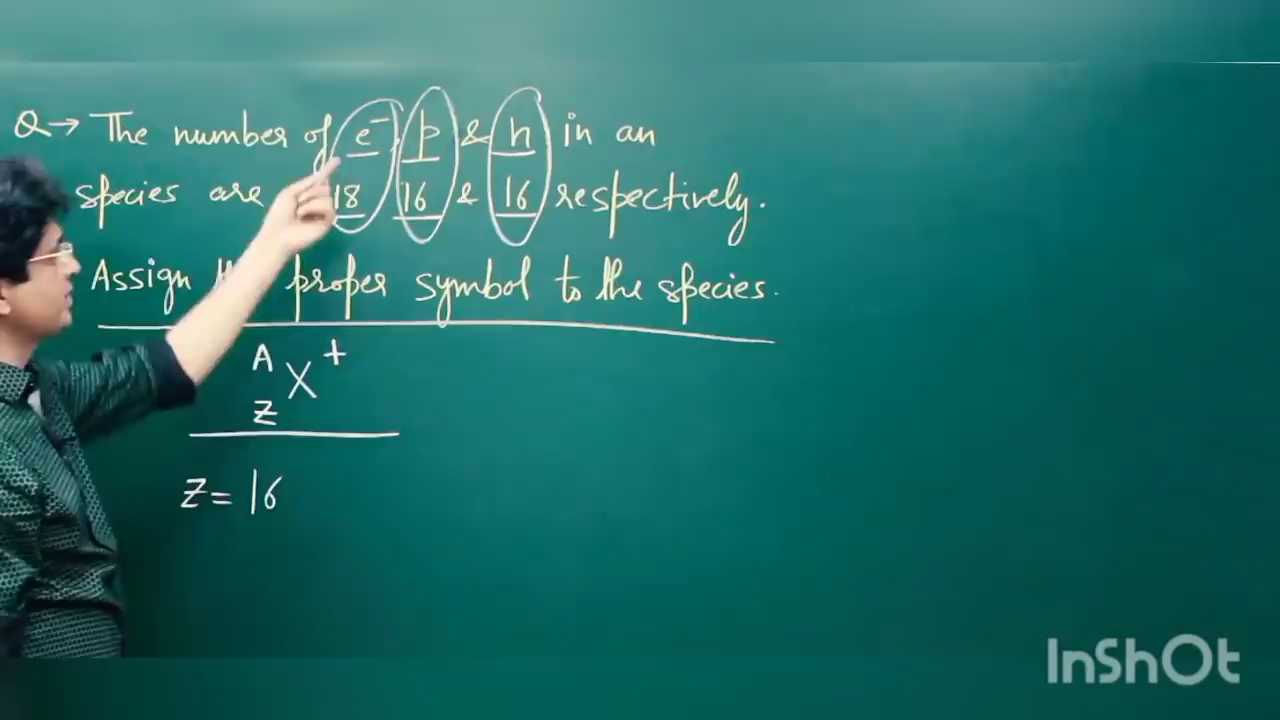 Q→ The number of e⁻, p & n in an
species are 18 16 & 16 respectively.
Assign proper symbol to the species.
A
Z X +
Z = 16
InShOt